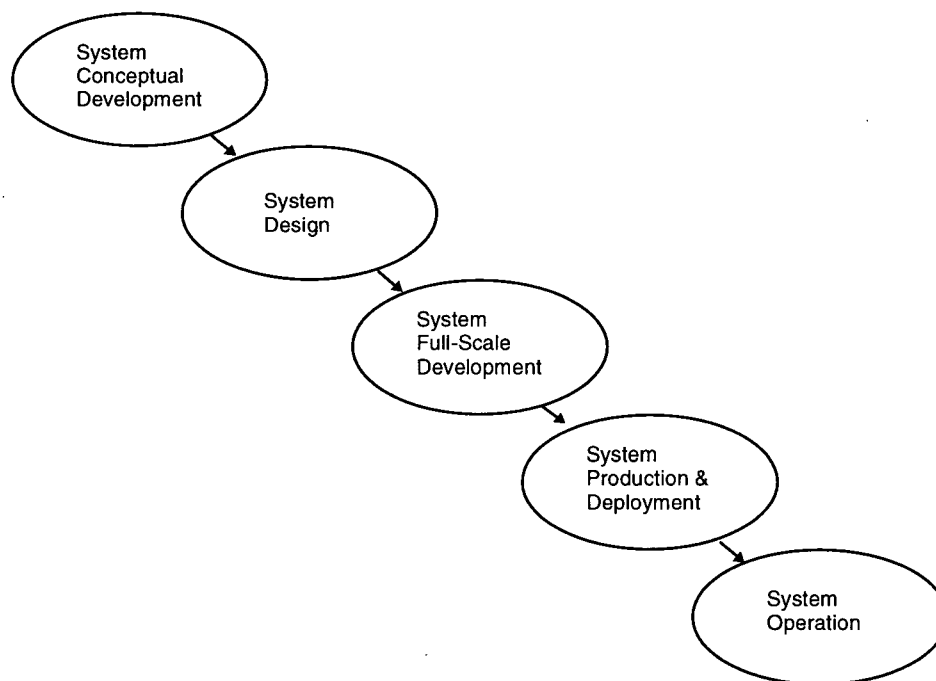 System
Conceptual
Development
System
Design
System
Full-Scale
Development
System
Production &
Deployment
System
Operation